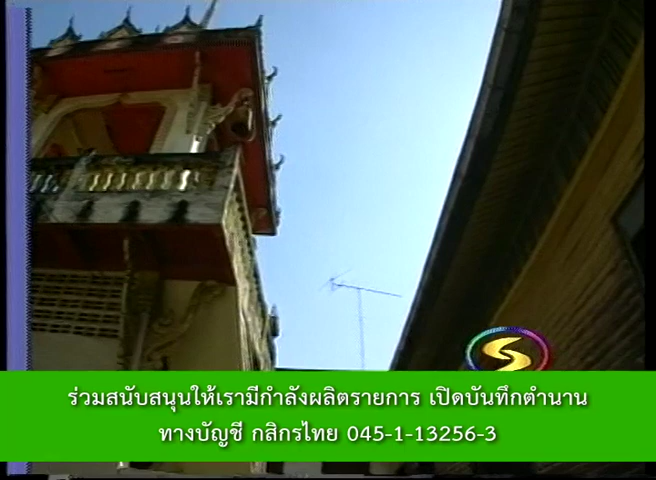 ร่วมสนับสนุนให้เรามีกำลังผลิตรายการ เปิดบันทึกตำนาน
ทางบัญชี กสิกรไทย 045-1-13256-3